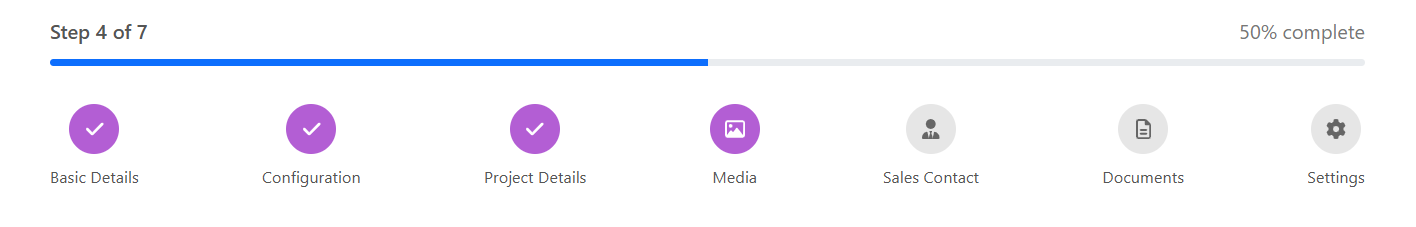 Step 4 of 7
50% complete
Basic Details
Configuration
Project Details
Media
Sales Contact
Documents
Settings